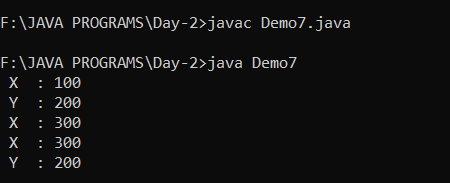 F:\JAVA PROGRAMS\Day-2>javac Demo7.java
F:\JAVA PROGRAMS\Day-2>java Demo7
X  : 100
Y  : 200
X  : 300
X  : 300
Y  : 200